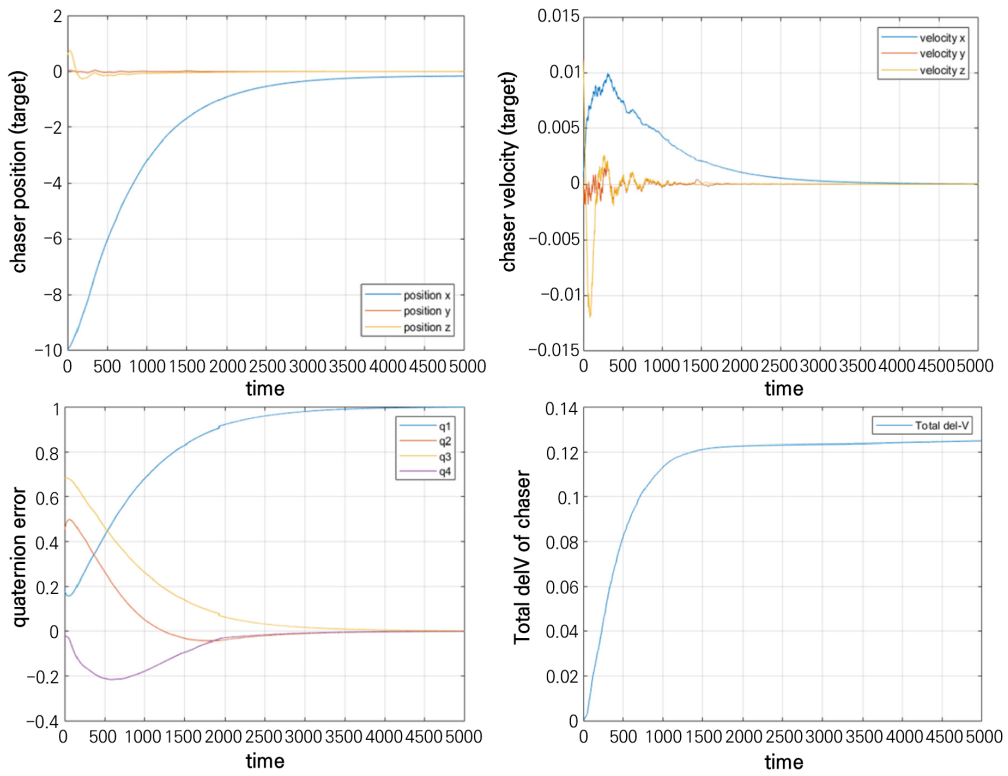 2
0
−2
−4
−6
−8
−10
chaser position (target)
position x
position y
position z
0 500 1000 1500 2000 2500 3000 3500 4000 4500 5000
time
0.015
0.01
0.005
0
−0.005
−0.01
−0.015
chaser velocity (target)
velocity x
velocity y
velocity z
0 500 1000 1500 2000 2500 3000 3500 4000 4500 5000
time
1
0.8
0.6
0.4
0.2
0
−0.2
−0.4
quaternion error
q1
q2
q3
q4
0 500 1000 1500 2000 2500 3000 3500 4000 4500 5000
time
0.14
0.12
0.1
0.08
0.06
0.04
0.02
0
Total delV of chaser
Total del-V
0 500 1000 1500 2000 2500 3000 3500 4000 4500 5000
time